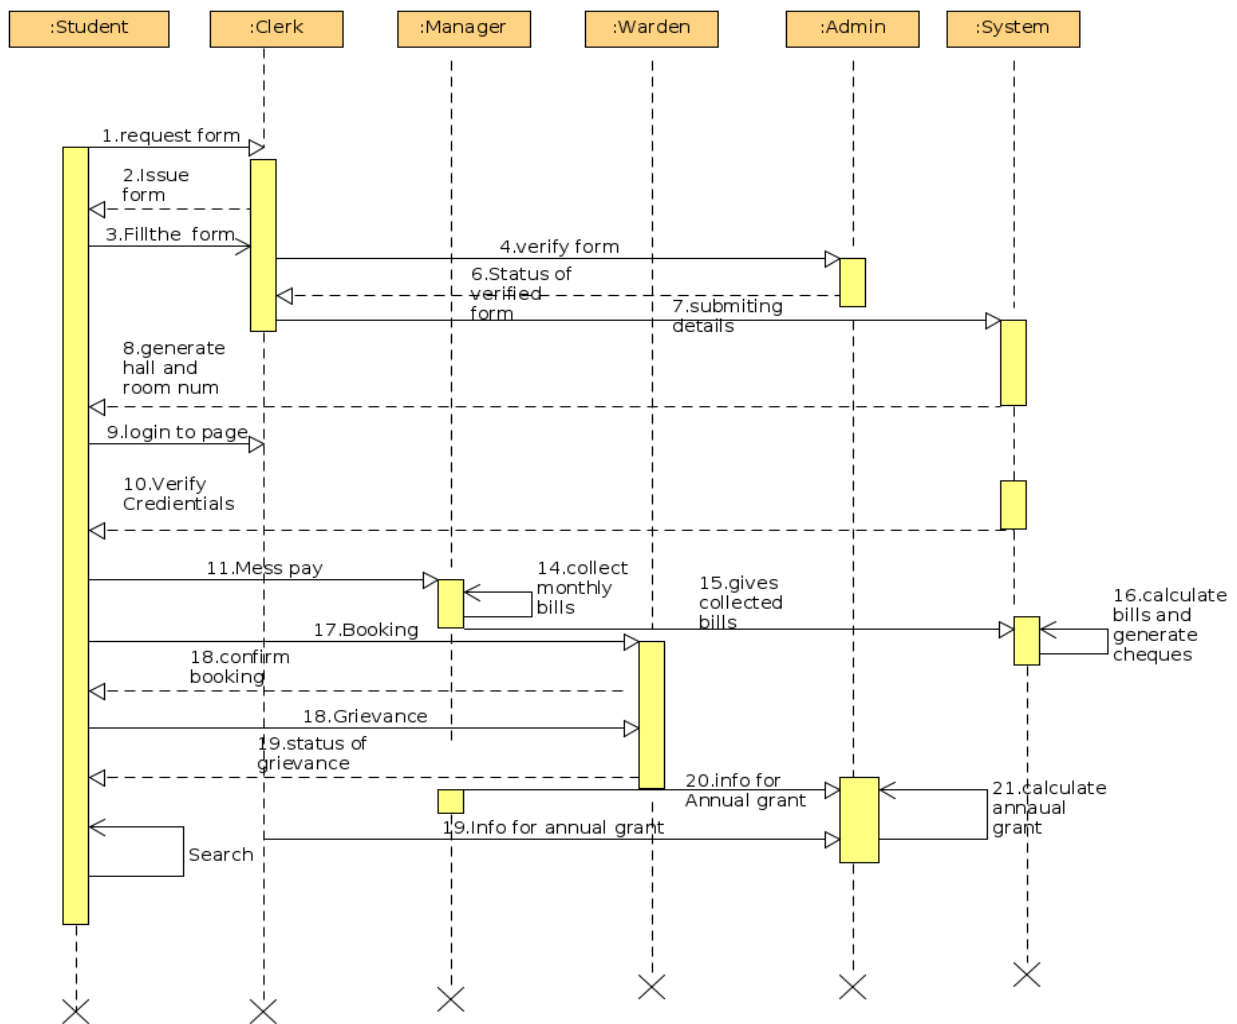 :Student
:Clerk
:Manager
:Warden
:Admin
:System
1.request form
2.Issue
form
3.Fillthe  form
4.verify form
6.Status of
verified
form
7.submiting
details
8.generate
hall and
room num
9.login to page
10.Verify
Credientials
11.Mess pay
14.collect
monthly
bills
15.gives
collected
bills
16.calculate
bills and
generate
cheques
17.Booking
18.confirm
booking
18.Grievance
19.status of
grievance
20.info for
Annual grant
21.calculate
annaual
grant
19.Info for annual grant
Search